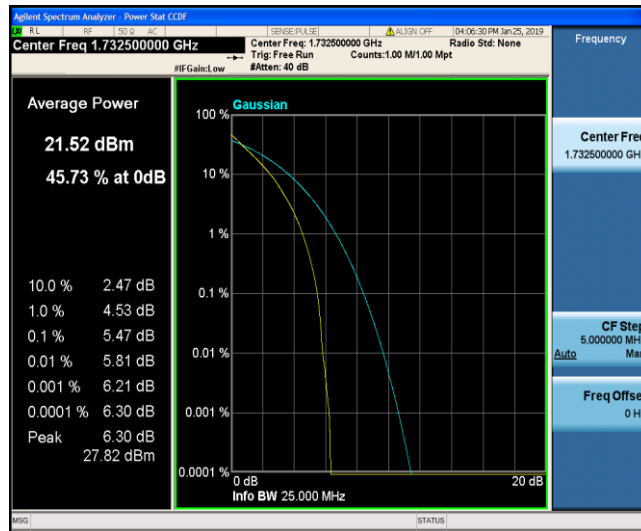 Agilent Spectrum Analyzer - Power Stat CCDF
RL RF 50 Ω AC SENSE:PULSE ALIGN OFF 04:06:30 PM Jan 25, 2019
Center Freq 1.732500000 GHz Center Freq: 1.732500000 GHz Radio Std: None
Trig: Free Run Counts:1.00 M/1.00 Mpt
#IFGain:Low #Atten: 40 dB
Frequency
Average Power
21.52 dBm
45.73 % at 0dB
10.0 % 2.47 dB
1.0 % 4.53 dB
0.1 % 5.47 dB
0.01 % 5.81 dB
0.001 % 6.21 dB
0.0001 % 6.30 dB
Peak 6.30 dB
27.82 dBm
Gaussian
100 %
10 %
1 %
0.1 %
0.01 %
0.001 %
0.0001 %
0 dB 20 dB
Info BW 25.000 MHz
Center Freq
1.732500000 GH
CF Step
5.000000 MH
Auto Ma
Freq Offse
0 H
MSG STATUS